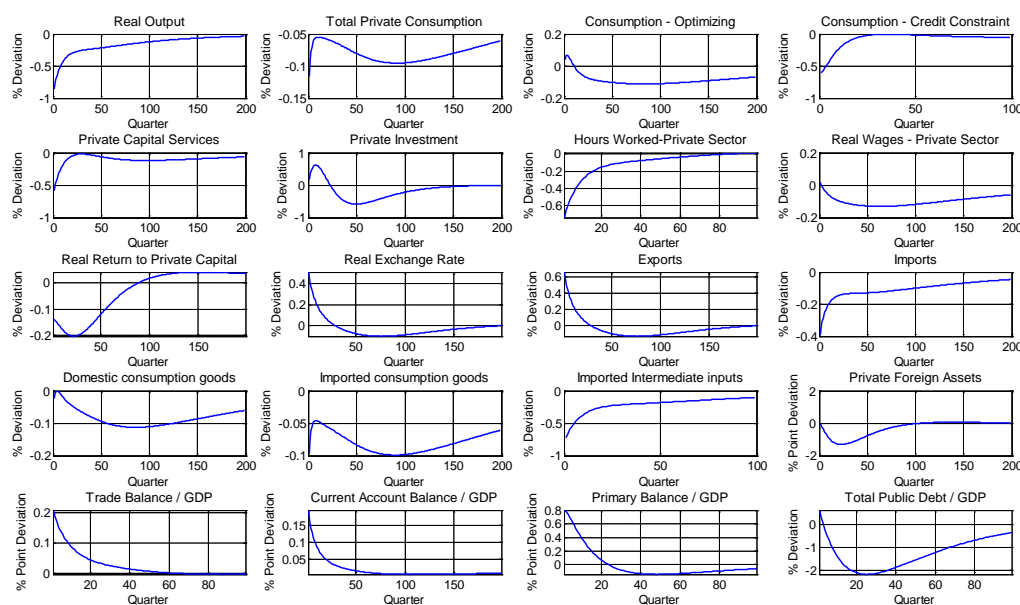 Real Output
% Deviation
0
-0.5
-1
0 50 100 150 200
Quarter
Total Private Consumption
% Deviation
-0.05
-0.1
-0.15
0 50 100 150 200
Quarter
Consumption - Optimizing
% Deviation
0.2
0
-0.2
0 50 100 150 200
Quarter
Consumption - Credit Constraint
% Deviation
0
-0.5
-1
0 50 100
Quarter
Private Capital Services
% Deviation
0
-0.5
-1
0 50 100 150 200
Quarter
Private Investment
% Deviation
1
0
-1
0 50 100 150 200
Quarter
Hours Worked-Private Sector
% Deviation
0
-0.2
-0.4
-0.6
20 40 60 80
Quarter
Real Wages - Private Sector
% Deviation
0.2
0
-0.2
0 50 100 150 200
Quarter
Real Return to Private Capital
% Deviation
0
-0.1
-0.2
50 100 150
Quarter
Real Exchange Rate
% Deviation
0.4
0.2
0
50 100 150
Quarter
Exports
% Deviation
0.6
0.4
0.2
0
50 100 150
Quarter
Imports
% Deviation
0
-0.2
-0.4
0 50 100 150 200
Quarter
Domestic consumption goods
% Deviation
0
-0.1
-0.2
0 50 100 150 200
Quarter
Imported consumption goods
% Deviation
0
-0.05
-0.1
0 50 100 150 200
Quarter
Imported Intermediate inputs
% Deviation
0
-0.5
-1
0 50 100
Quarter
Private Foreign Assets
% Point Deviation
2
0
-2
0 50 100 150 200
Quarter
Trade Balance / GDP
% Point Deviation
0.2
0.1
0
20 40 60 80
Quarter
Current Account Balance / GDP
% Point Deviation
0.15
0.1
0.05
50 100 150
Quarter
Primary Balance / GDP
% Point Deviation
0.8
0.6
0.4
0.2
0
20 40 60 80
Quarter
Total Public Debt / GDP
% Deviation
0
-1
-2
20 40 60 80 100
Quarter